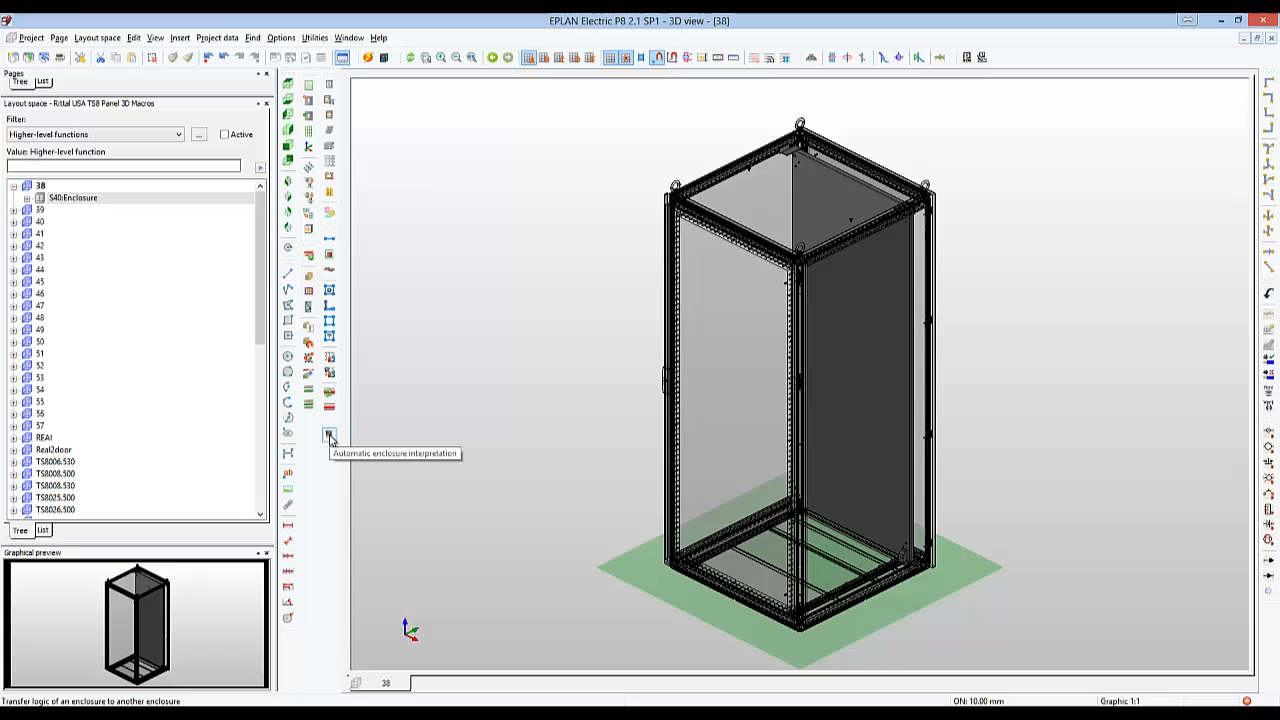 EPLAN Electric P8 2.1 SP1 - 3D view - [38]
Project Page Layout space Edit View Insert Project data Find Options Utilities Window Help
Pages
Tree List
Layout space - Rittal USA TS8 Panel 3D Macros
Filter:
Higher-level functions ... Active
Value: Higher-level function
38
S40:Enclosure
39
40
41
42
43
44
45
46
47
48
49
50
51
52
53
54
55
56
57
REAI
Real2door
TS8006.530
TS8008.500
TS8008.530
TS8025.500
TS8026.500
Tree List
Graphical preview
Automatic enclosure interpretation
38
Transfer logic of an enclosure to another enclosure
ON: 10.00 mm
Graphic 1:1